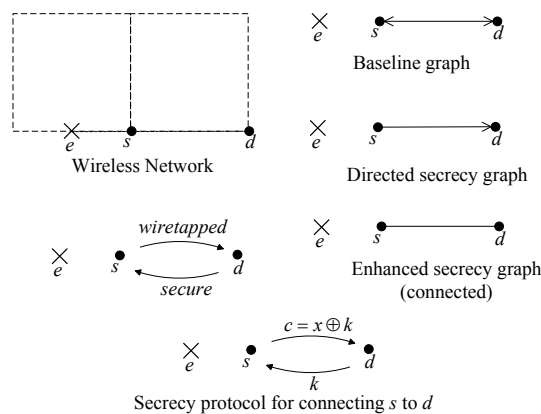 e
s
d
Wireless Network
e
s
d
Baseline graph
e
s
d
Directed secrecy graph
wiretapped
e
s
d
secure
e
s
d
Enhanced secrecy graph
(connected)
c = x ⊕ k
e
s
d
k
Secrecy protocol for connecting s to d